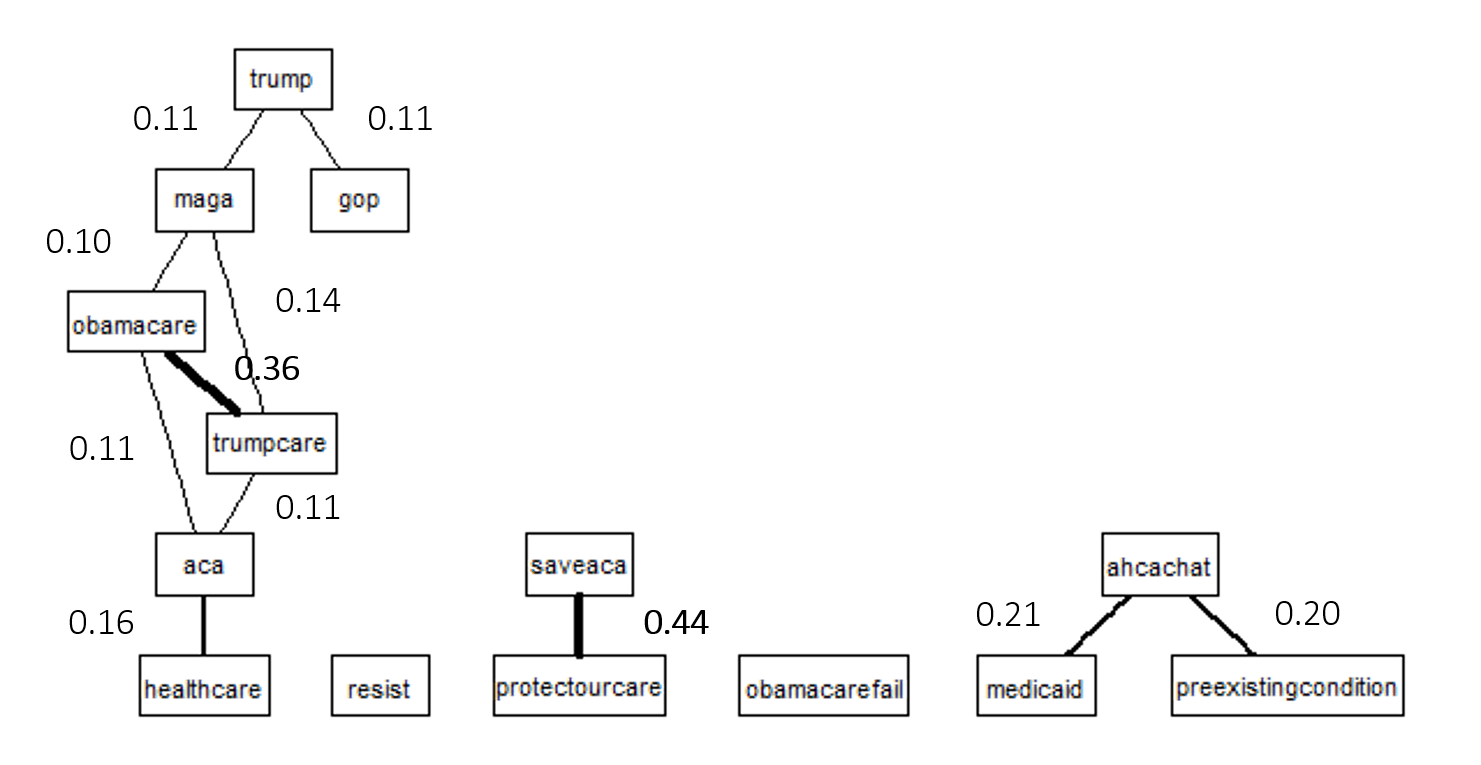 trump
0.11
0.11
maga
gop
0.10
0.14
obamacare
0.36
trumpcare
0.11
0.11
aca
saveaca
ahcachat
0.16
0.44
0.21
0.20
healthcare
resist
protectourcare
obamacarefail
medicaid
preexistingcondition